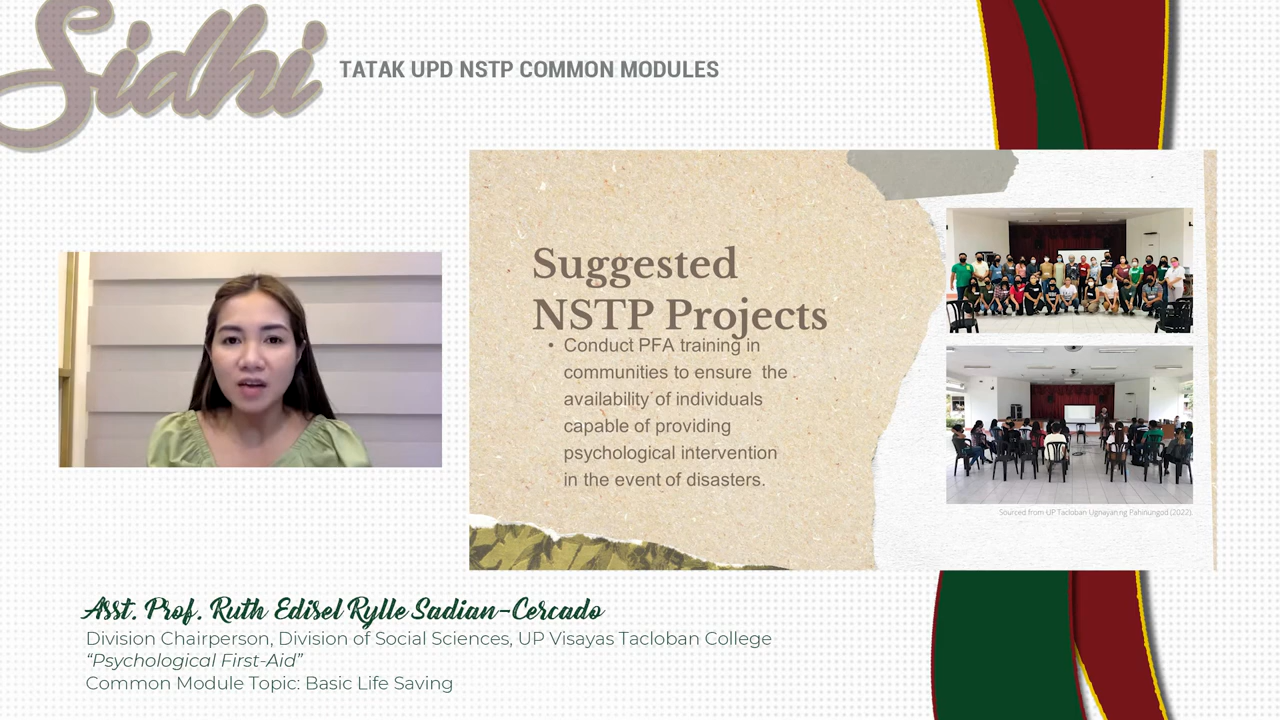 Sidhi
TATAK UPD NSTP COMMON MODULES
Suggested
NSTP Projects
• Conduct PFA training in
communities to ensure the
availability of individuals
capable of providing
psychological intervention
in the event of disasters.
Sourced from UP Tacloban Ugnayan ng Pahinungod (2022).
Asst. Prof. Ruth Edisel Rylle Sadian-Cercado
Division Chairperson, Division of Social Sciences, UP Visayas Tacloban College
“Psychological First-Aid”
Common Module Topic: Basic Life Saving